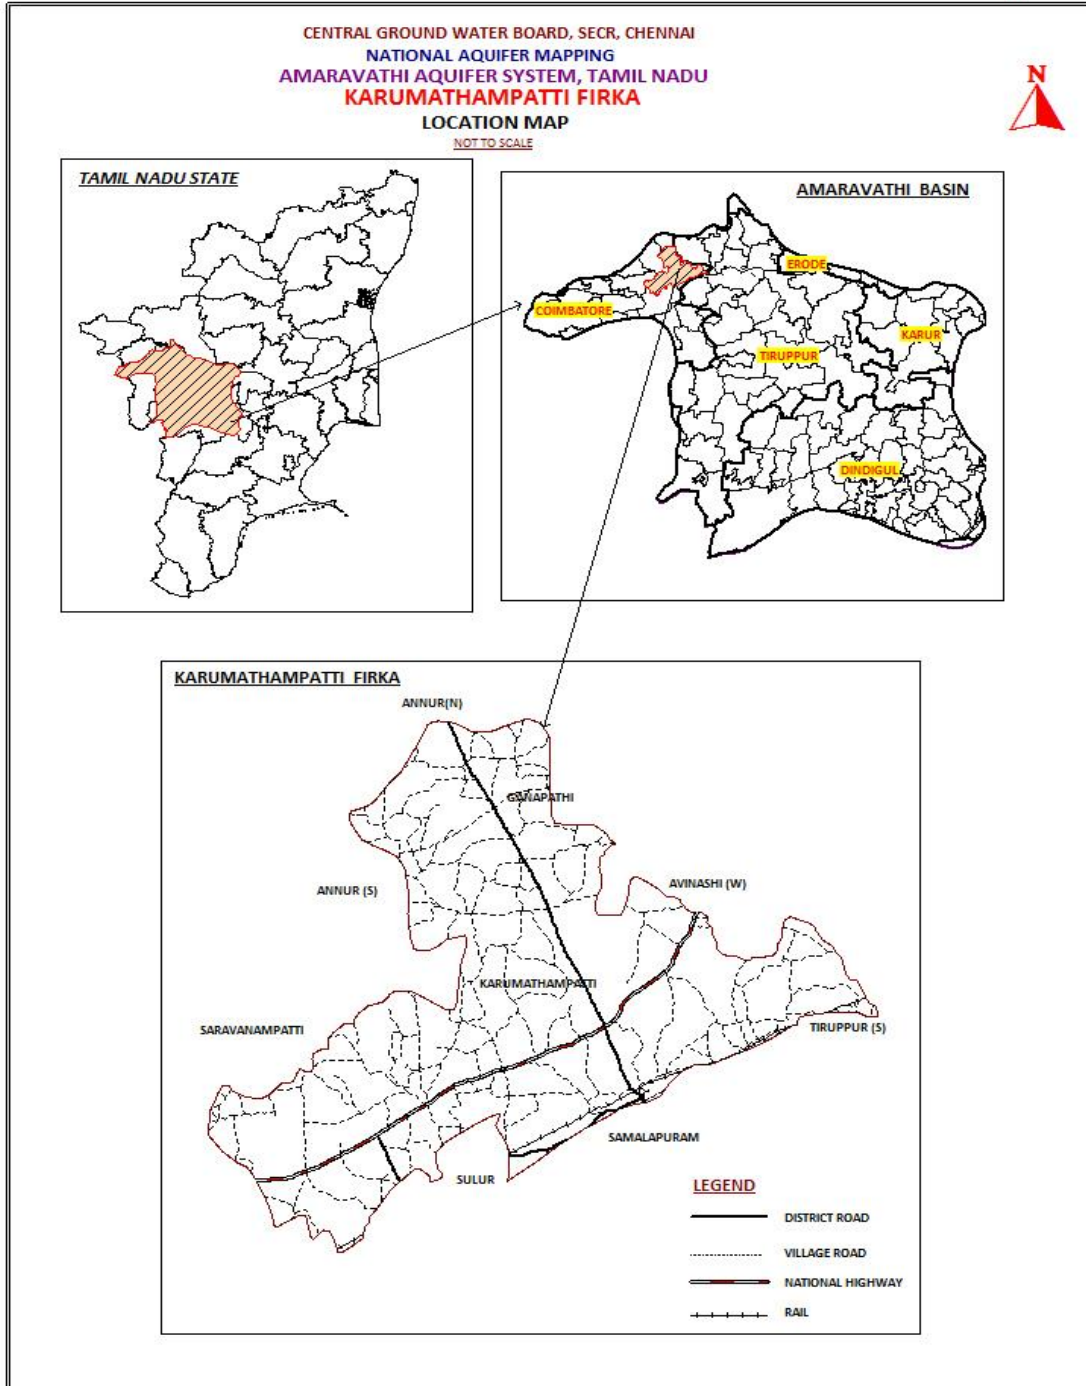 CENTRAL GROUND WATER BOARD, SECR, CHENNAI
NATIONAL AQUIFER MAPPING
AMARAVATHI AQUIFER SYSTEM, TAMIL NADU
KARUMATHAMPATTI FIRKA
LOCATION MAP
NOT TO SCALE
N
TAMIL NADU STATE
AMARAVATHI BASIN
ERODE
COIMBATORE
KARUR
TIRUPPUR
DINDIGUL
KARUMATHAMPATTI FIRKA
ANNUR(N)
GANAPATHI
ANNUR (S)
AVINASHI (W)
KARUMATHAMPATTI
SARAVANAMPATTI
TIRUPPUR (S)
SAMALAPURAM
SULUR
LEGEND
DISTRICT ROAD
VILLAGE ROAD
NATIONAL HIGHWAY
RAIL